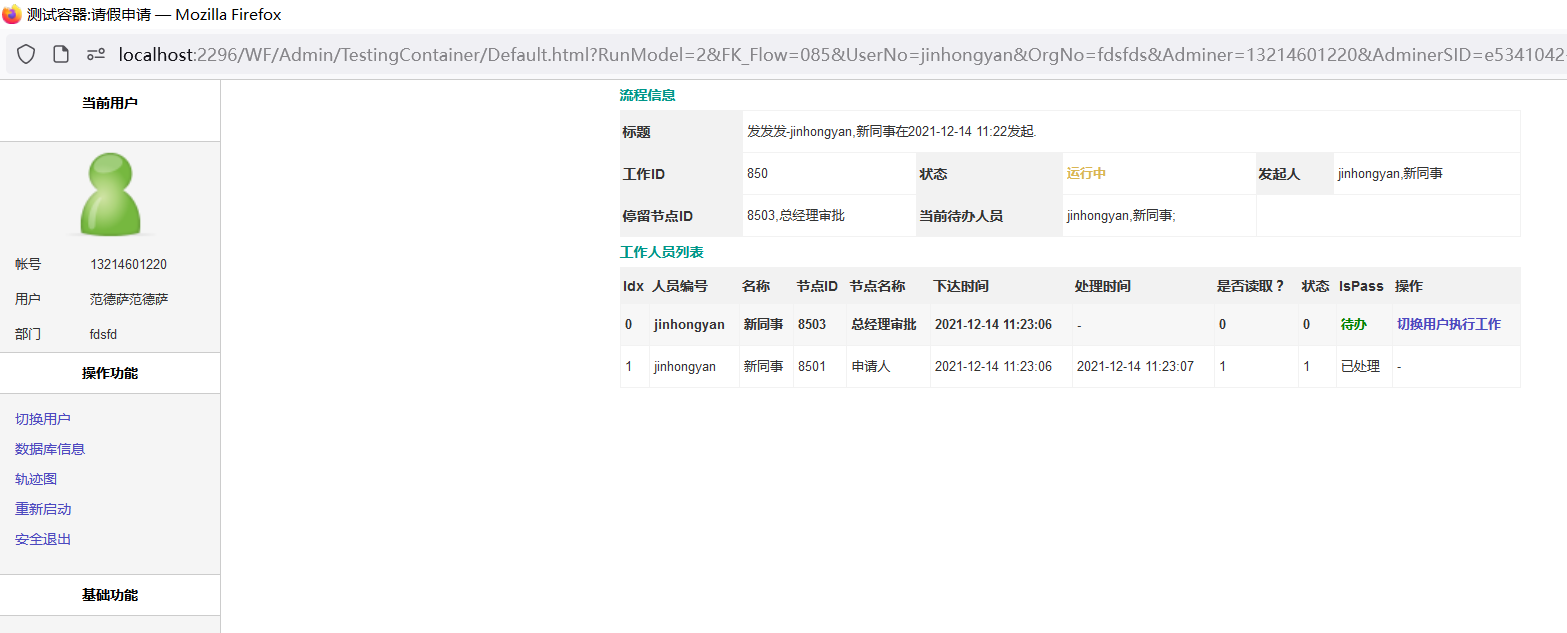 测试容器:请假申请 — Mozilla Firefox
localhost:2296/WF/Admin/TestingContainer/Default.html?RunModel=2&FK_Flow=085&UserNo=jinhongyan&OrgNo=fdsfds&Adminer=13214601220&AdminerSID=e5341042-
当前用户
帐号 13214601220
用户 范德萨范德萨
部门 fdsfd
操作功能
切换用户
数据库信息
轨迹图
重新启动
安全退出
基础功能
流程信息
标题 发发发-jinhongyan,新同事在2021-12-14 11:22发起.
工作ID 850 状态 运行中 发起人 jinhongyan,新同事
停留节点ID 8503,总经理审批 当前待办人员 jinhongyan,新同事;
工作人员列表
Idx 人员编号 名称 节点ID 节点名称 下达时间 处理时间 是否读取？ 状态 IsPass 操作
0 jinhongyan 新同事 8503 总经理审批 2021-12-14 11:23:06 - 0 0 待办 切换用户执行工作
1 jinhongyan 新同事 8501 申请人 2021-12-14 11:23:06 2021-12-14 11:23:07 1 1 已处理 -